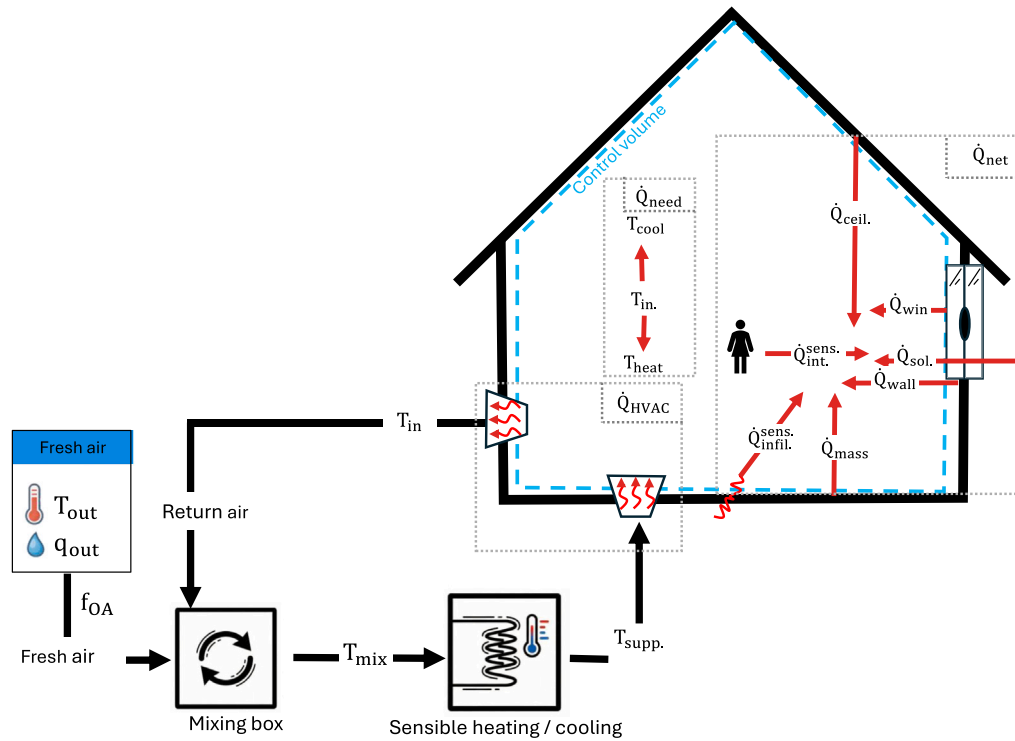 Control volume
Q̇net
Q̇need
Tcool
Tin.
Theat
Q̇ceil.
Q̇win
Q̇sens.int.
Q̇sol.
Q̇wall
Q̇HVAC
Q̇sens.infil.
Q̇mass
Tin
Return air
Fresh air
Tout
qout
fOA
Fresh air
Tmix
Tsupp.
Mixing box
Sensible heating / cooling